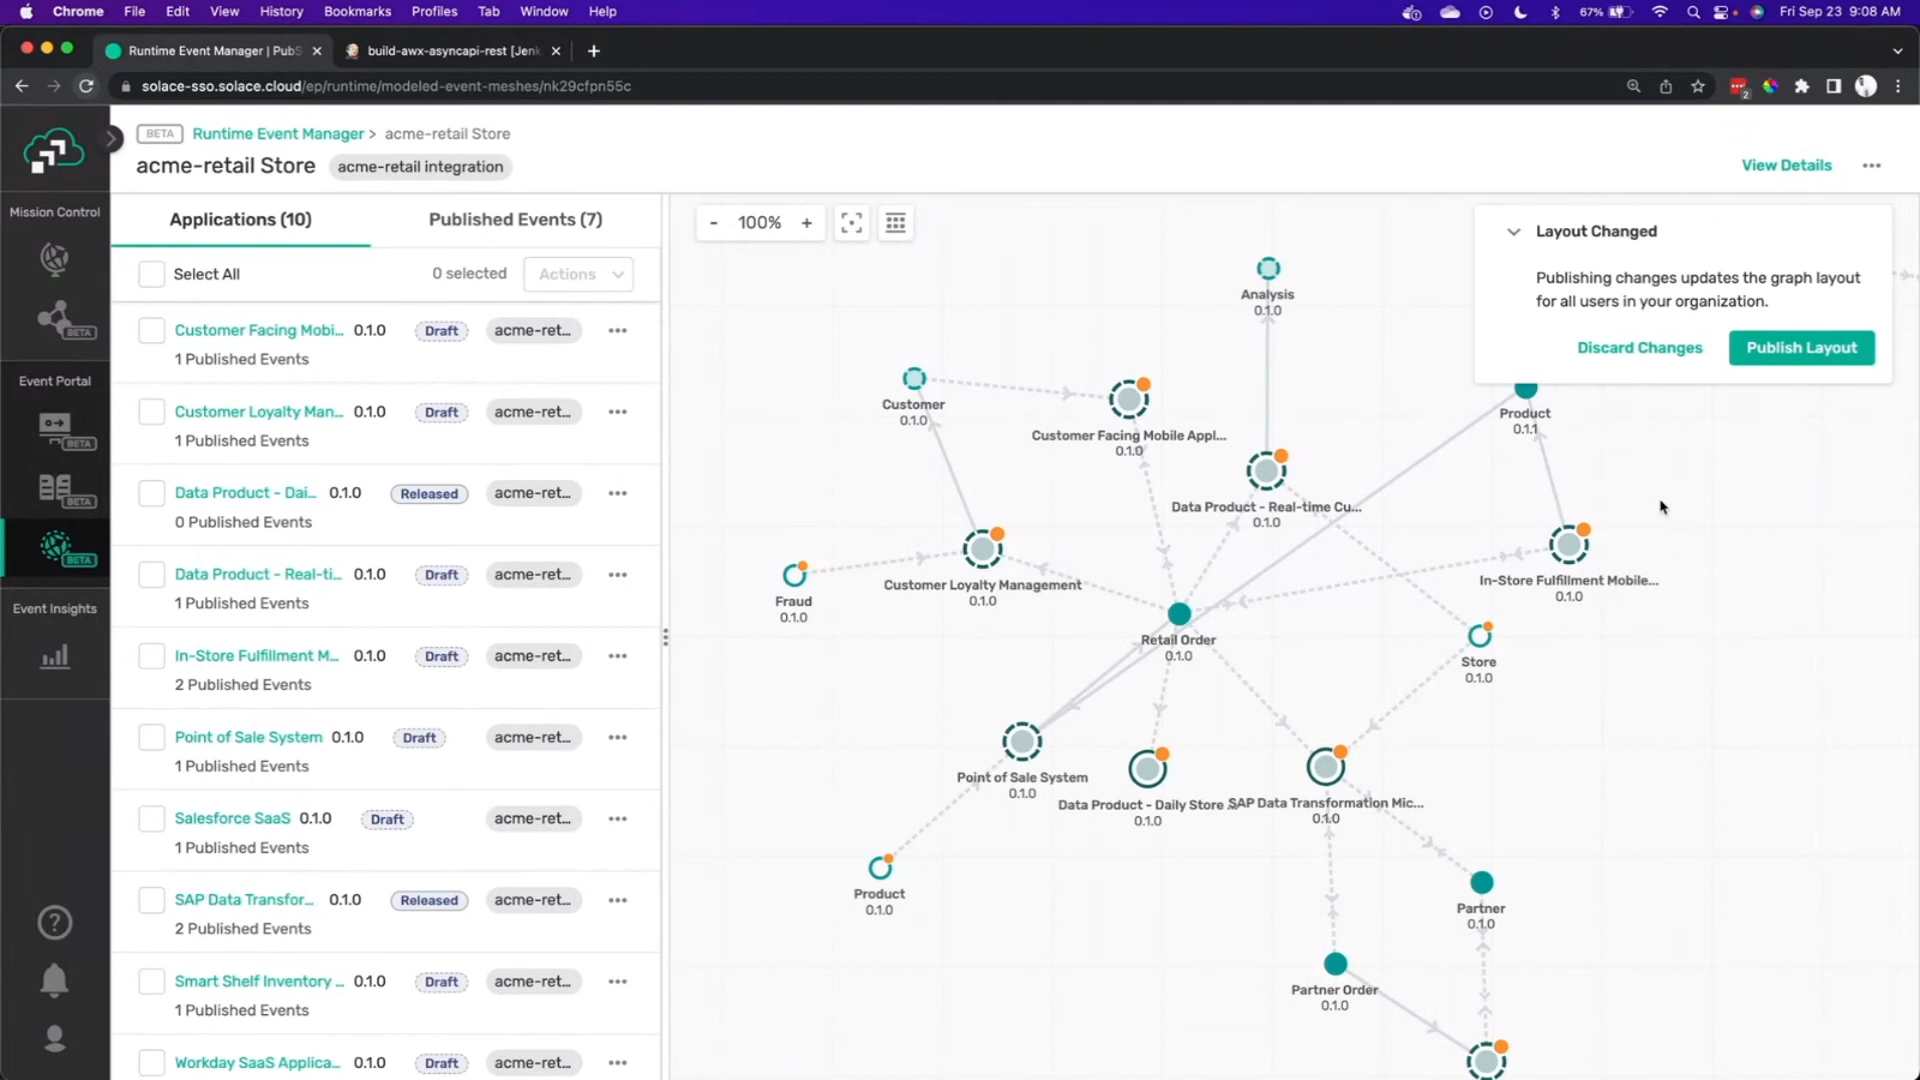 Chrome File Edit View History Bookmarks Profiles Tab Window Help 67% Fri Sep 23 9:08 AM
Runtime Event Manager | PubS
build-awx-asyncapi-rest [Jenk
solace-sso.solace.cloud/ep/runtime/modeled-event-meshes/nk29cfpn55c
2
BETA Runtime Event Manager > acme-retail Store
acme-retail Store acme-retail integration
View Details
Mission Control
BETA
Event Portal
BETA
BETA
BETA
Event Insights
Applications (10) Published Events (7)
Select All 0 selected Actions
Customer Facing Mobi... 0.1.0 Draft acme-ret...
1 Published Events
Customer Loyalty Man... 0.1.0 Draft acme-ret...
1 Published Events
Data Product - Dai... 0.1.0 Released acme-ret...
0 Published Events
Data Product - Real-ti... 0.1.0 Draft acme-ret...
1 Published Events
In-Store Fulfillment M... 0.1.0 Draft acme-ret...
2 Published Events
Point of Sale System 0.1.0 Draft acme-ret...
1 Published Events
Salesforce SaaS 0.1.0 Draft acme-ret...
1 Published Events
SAP Data Transfor... 0.1.0 Released acme-ret...
2 Published Events
Smart Shelf Inventory ... 0.1.0 Draft acme-ret...
1 Published Events
Workday SaaS Applica... 0.1.0 Draft acme-ret...
- 100% +
Layout Changed
Publishing changes updates the graph layout
for all users in your organization.
Discard Changes Publish Layout
Analysis
0.1.0
Customer
0.1.0
Customer Facing Mobile Appl...
0.1.0
Product
0.1.1
Data Product - Real-time Cu...
0.1.0
Fraud
0.1.0
Customer Loyalty Management
0.1.0
In-Store Fulfillment Mobile...
0.1.0
Retail Order
0.1.0
Store
0.1.0
Point of Sale System
0.1.0
Data Product - Daily Store ...
0.1.0
SAP Data Transformation Mic...
0.1.0
Product
0.1.0
Partner
0.1.0
Partner Order
0.1.0